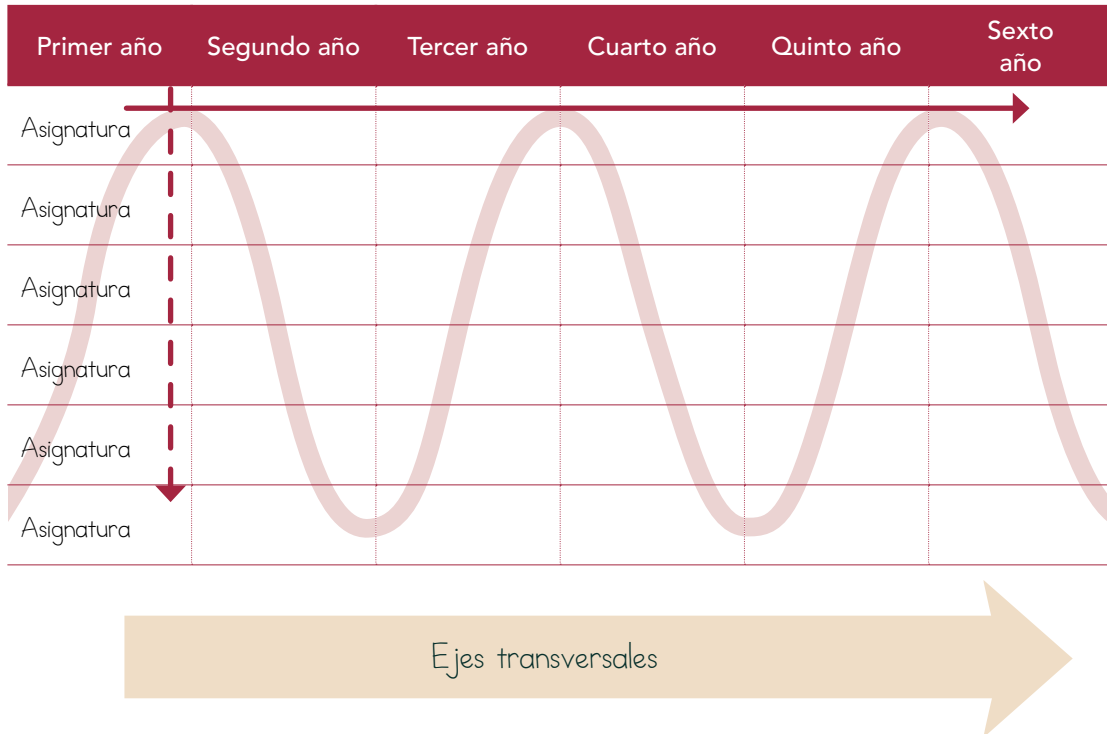 Primer año Segundo año Tercer año Cuarto año Quinto año Sexto
año
Asignatura
Asignatura
Asignatura
Asignatura
Asignatura
Asignatura
Ejes transversales